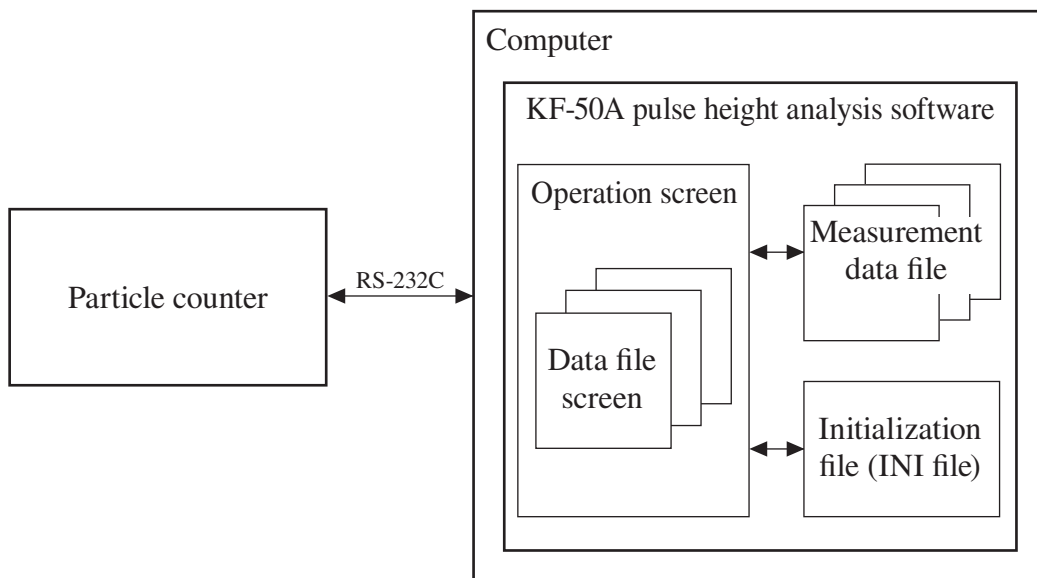 Computer
KF-50A pulse height analysis software
Operation screen
Measurement
data file
Particle counter
RS-232C
Data file
screen
Initialization
file (INI file)